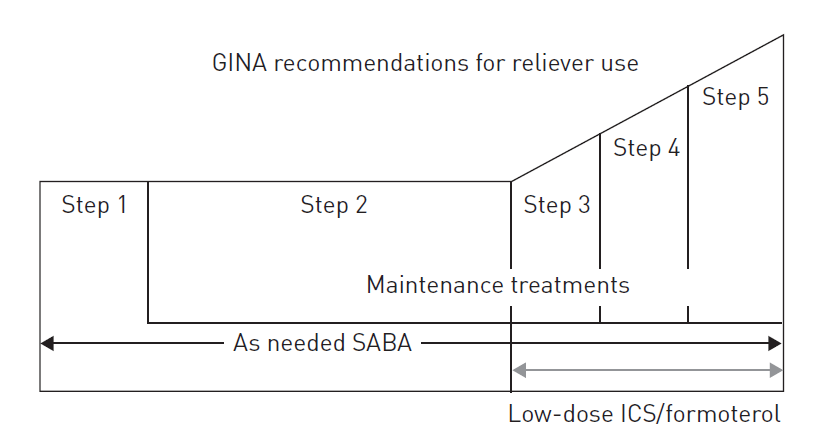 GINA recommendations for reliever use
Step 5
Step 4
Step 1
Step 2
Step 3
Maintenance treatments
As needed SABA
Low-dose ICS/formoterol